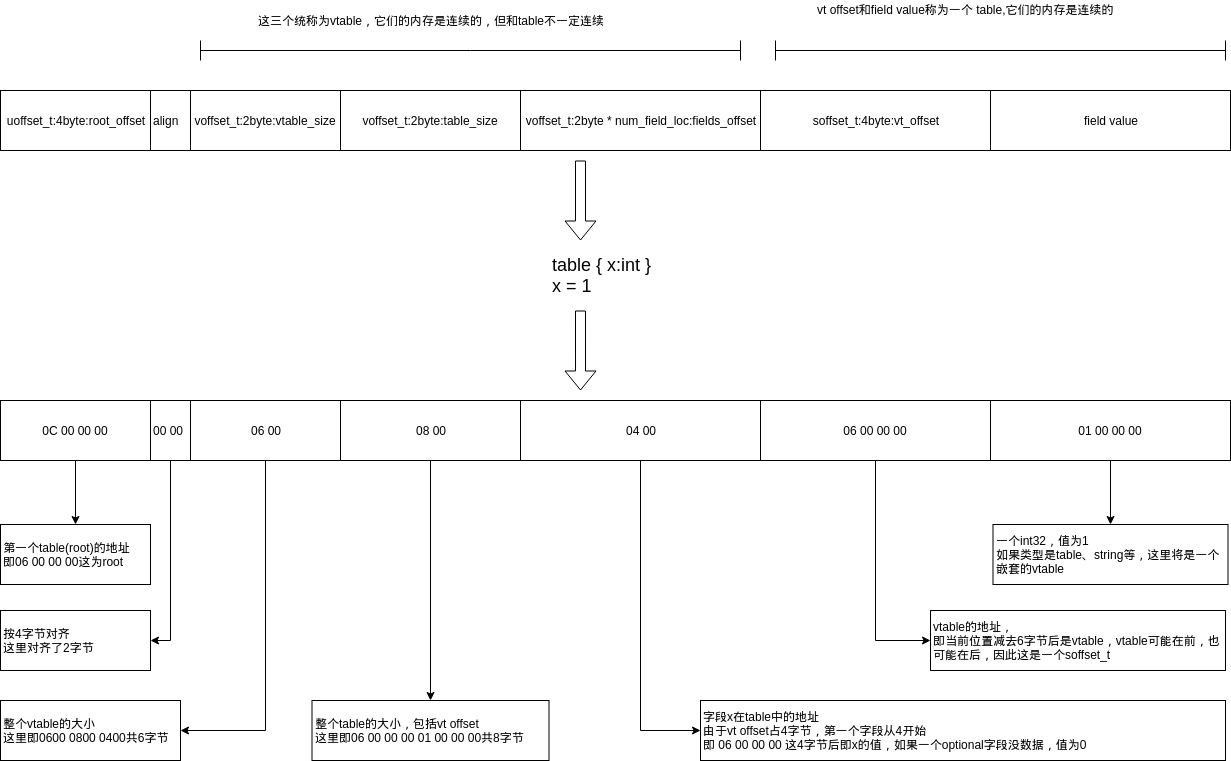 这三个统称为vtable，它们的内存是连续的，但和table不一定连续
vt offset和field value称为一个 table,它们的内存是连续的
uoffset_t:4byte:root_offset
align
voffset_t:2byte:vtable_size
voffset_t:2byte:table_size
voffset_t:2byte * num_field_loc:fields_offset
soffset_t:4byte:vt_offset
field value
table { x:int }
x = 1
0C 00 00 00
00 00
06 00
08 00
04 00
06 00 00 00
01 00 00 00
第一个table(root)的地址
即06 00 00 00这为root
一个int32，值为1
如果类型是table、string等，这里将是一个
嵌套的vtable
按4字节对齐
这里对齐了2字节
vtable的地址，
即当前位置减去6字节后是vtable，vtable可能在前，也
可能在后，因此这是一个soffset_t
整个vtable的大小
这里即0600 0800 0400共6字节
整个table的大小，包括vt offset
这里即06 00 00 00 01 00 00 00共8字节
字段x在table中的地址
由于vt offset占4字节，第一个字段从4开始
即 06 00 00 00 这4字节后即x的值，如果一个optional字段没数据，值为0